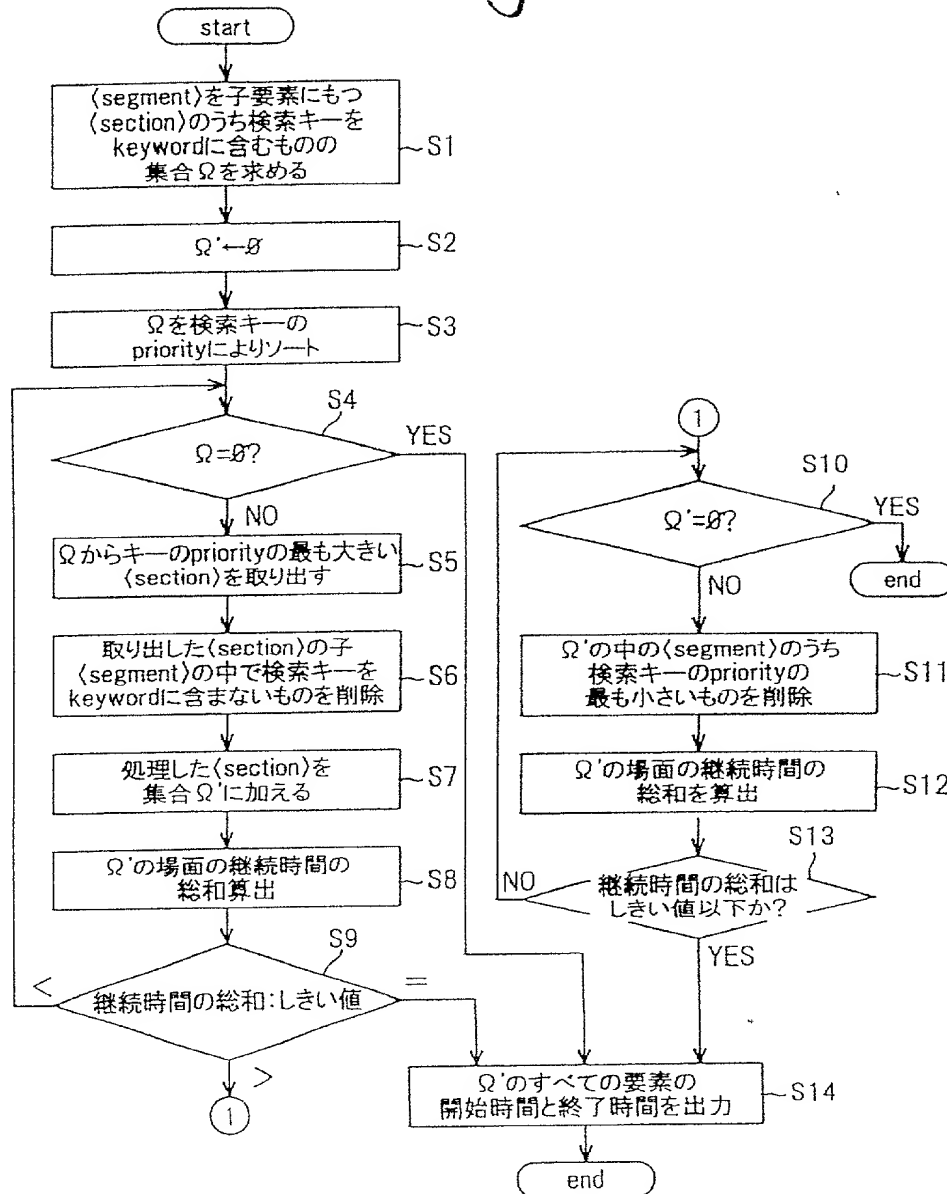 start
〈segment〉を子要素にもつ
〈section〉のうち検索キーを
keywordに含むものの
集合Ωを求める
S1
Ω'←∅
S2
Ωを検索キーの
priorityによりソート
S3
S4
Ω=∅?
YES
NO
Ωからキーのpriorityの最も大きい
〈section〉を取り出す
S5
取り出した〈section〉の子
〈segment〉の中で検索キーを
keywordに含まないものを削除
S6
処理した〈section〉を
集合Ω'に加える
S7
Ω'の場面の継続時間の
総和算出
S8
S9
<
継続時間の総和:しきい値
=
>
1
1
S10
Ω'=∅?
YES
end
NO
Ω'の中の〈segment〉のうち
検索キーのpriorityの
最も小さいものを削除
S11
Ω'の場面の継続時間の
総和を算出
S12
S13
NO
継続時間の総和は
しきい値以下か?
YES
Ω'のすべての要素の
開始時間と終了時間を出力
S14
end